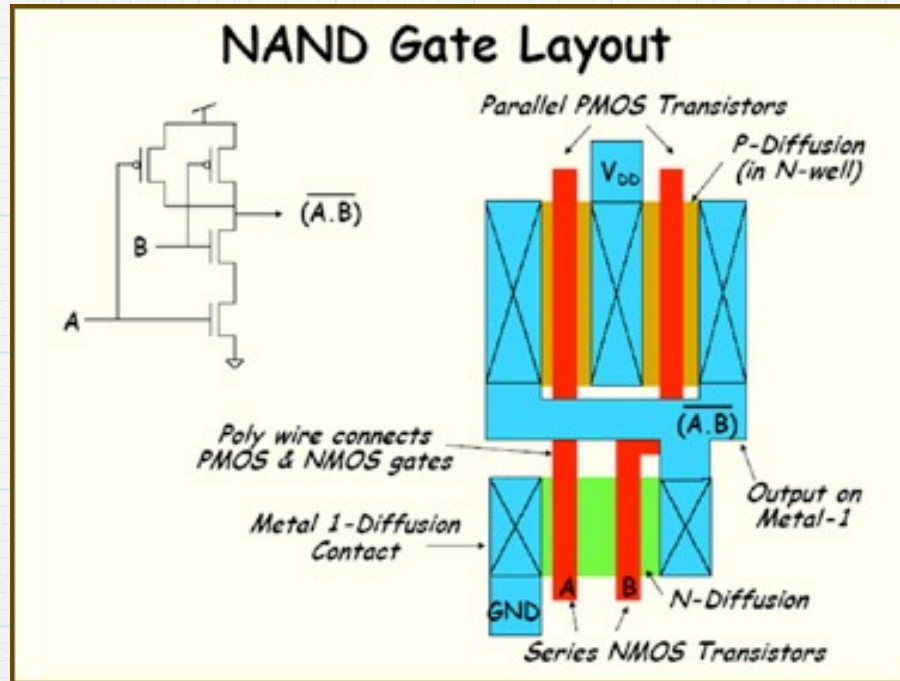 NAND Gate Layout
Parallel PMOS Transistors
P-Diffusion
(in N-well)
VDD
(A.B)
B
A
Poly wire connects
PMOS & NMOS gates
(A.B)
Output on
Metal-1
Metal 1-Diffusion
Contact
A
B
N-Diffusion
GND
Series NMOS Transistors